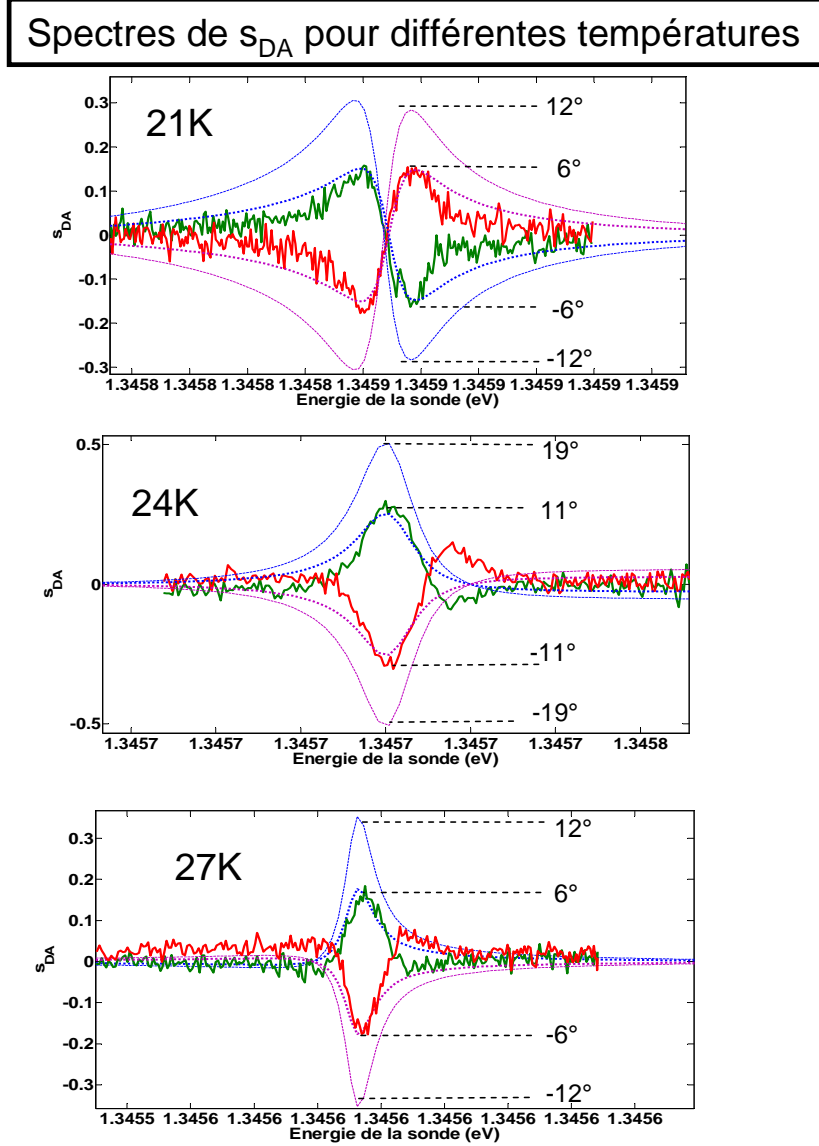 Spectres de sDA pour différentes températures
0.3
0.2
0.1
0
-0.1
-0.2
-0.3
sDA
21K
12°
6°
-6°
-12°
1.3458 1.3458 1.3458 1.3458 1.3459 1.3459 1.3459 1.3459 1.3459 1.3459
Energie de la sonde (eV)
0.5
0
-0.5
sDA
24K
19°
11°
-11°
-19°
1.3457 1.3457 1.3457 1.3457 1.3457 1.3457 1.3458
Energie de la sonde (eV)
0.3
0.2
0.1
0
-0.1
-0.2
-0.3
sDA
27K
12°
6°
-6°
-12°
1.3455 1.3456 1.3456 1.3456 1.3456 1.3456 1.3456 1.3456 1.3456
Energie de la sonde (eV)